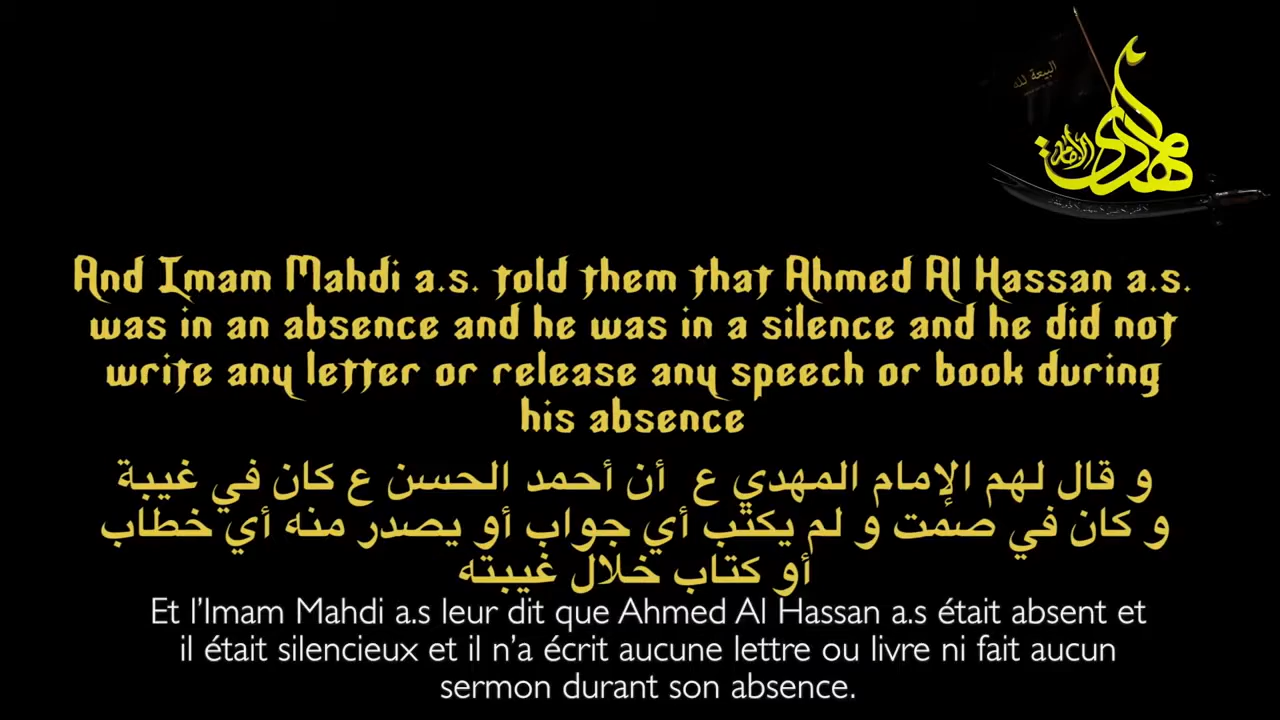 البيعة لله
الإمام المهدي
And Imam Mahdi a.s. told them that Ahmed Al Hassan a.s.
was in an absence and he was in a silence and he did not
write any letter or release any speech or book during
his absence
و قال لهم الإمام المهدي ع أن أحمد الحسن ع كان في غيبة
و كان في صمت و لم يكتب أي جواب أو يصدر منه أي خطاب
أو كتاب خلال غيبته
Et l’Imam Mahdi a.s leur dit que Ahmed Al Hassan a.s était absent et
il était silencieux et il n’a écrit aucune lettre ou livre ni fait aucun
sermon durant son absence.